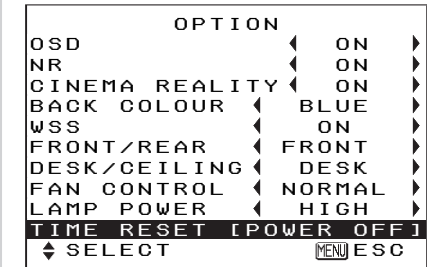 OPTION
OSD ON
NR ON
CINEMA REALITY ON
BACK COLOUR BLUE
WSS ON
FRONT/REAR FRONT
DESK/CEILING DESK
FAN CONTROL NORMAL
LAMP POWER HIGH
TIME RESET [POWER OFF]
SELECT MENU ESC